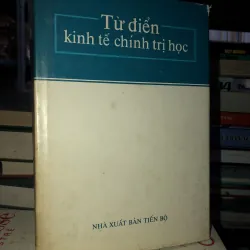 Từ điển
kinh tế chính trị học
NHÀ XUẤT BẢN TIẾN BỘ